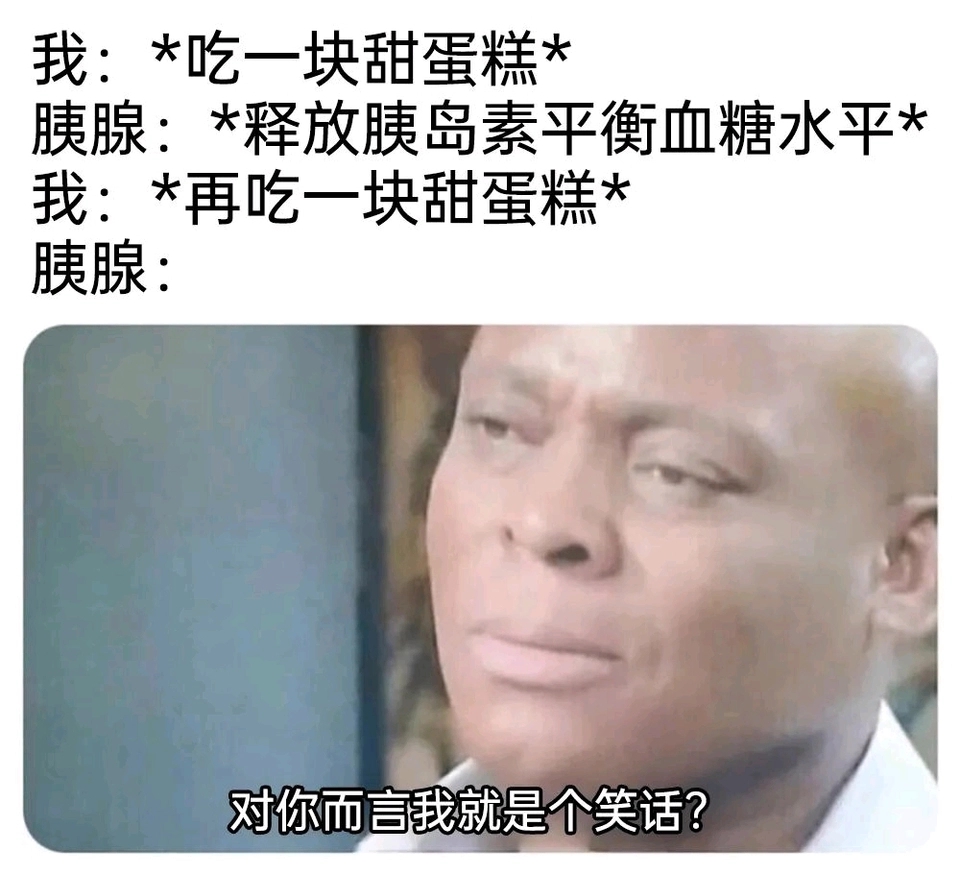 我：*吃一块甜蛋糕*
胰腺：*释放胰岛素平衡血糖水平*
我：*再吃一块甜蛋糕*
胰腺：
对你而言我就是个笑话？